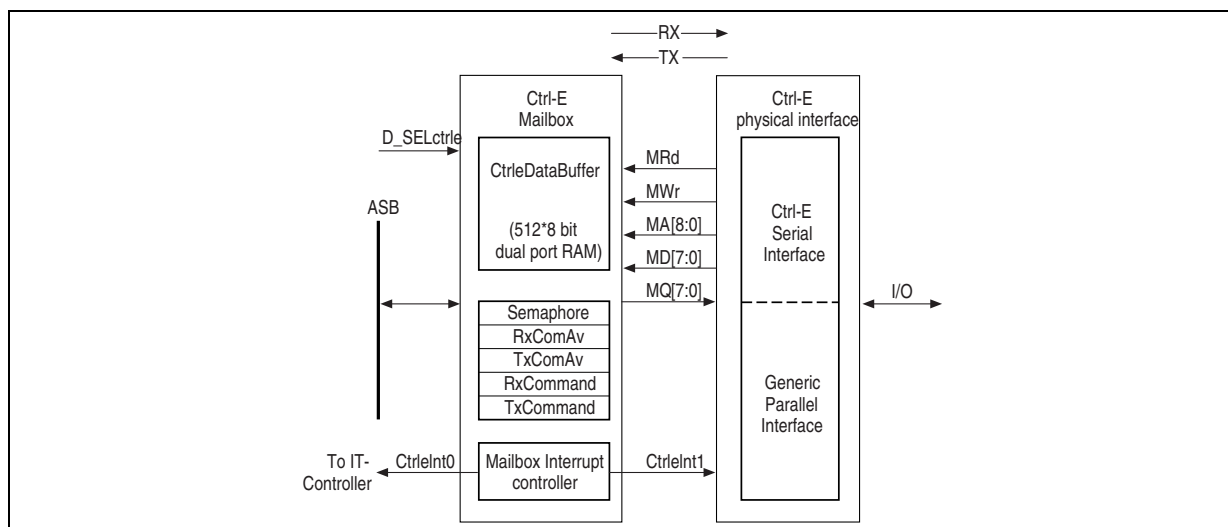 RX
TX
Ctrl-E
Mailbox
Ctrl-E
physical interface
D_SELctrle
CtrleDataBuffer
(512*8 bit
dual port RAM)
ASB
MRd
MWr
MA[8:0]
MD[7:0]
MQ[7:0]
Ctrl-E
Serial
Interface
I/O
Semaphore
RxComAv
TxComAv
RxCommand
TxCommand
Generic
Parallel
Interface
To IT-
Controller
CtrleInt0
Mailbox Interrupt
controller
CtrleInt1